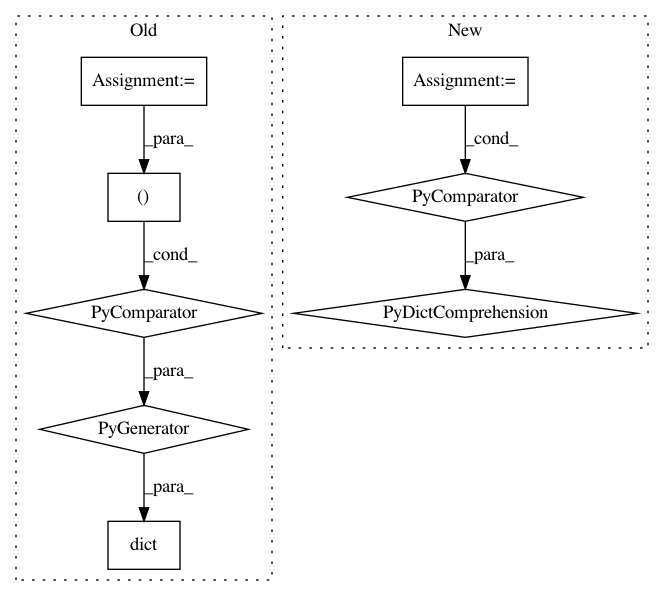 Old
Assignment:=
_para_
()
_cond_
PyComparator
_para_
PyGenerator
_para_
dict
New
Assignment:=
_cond_
PyComparator
_para_
PyDictComprehension